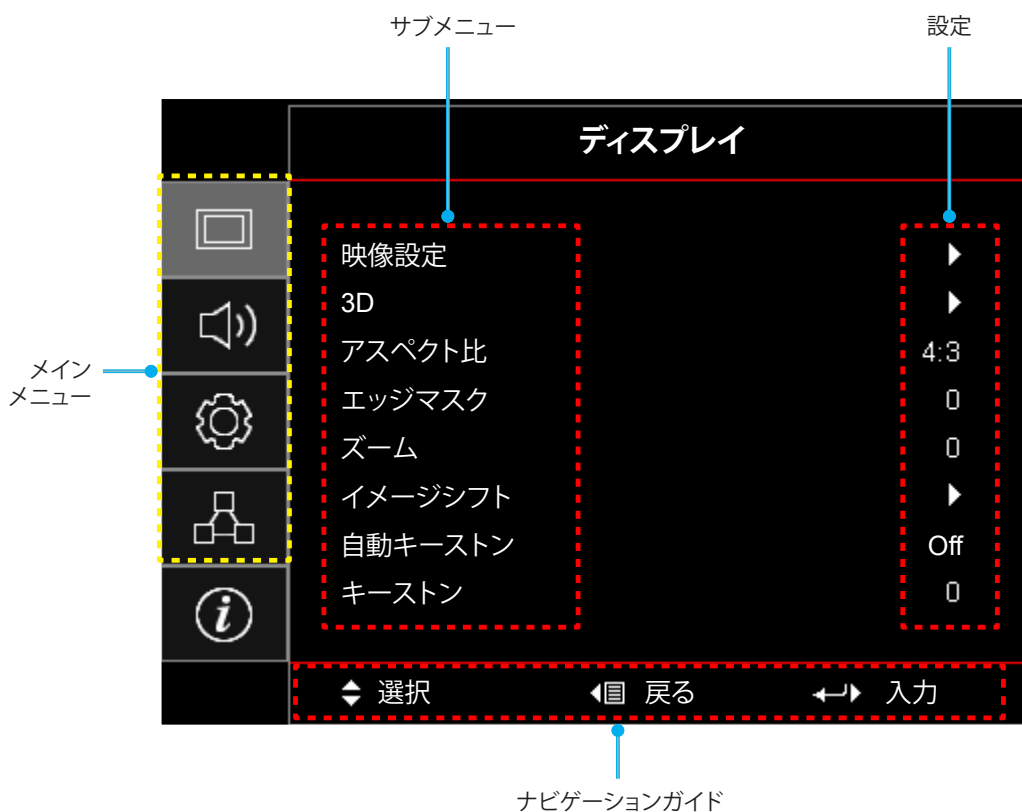 サブメニュー 設定
ディスプレイ
映像設定
3D
アスペクト比 4:3
エッジマスク 0
ズーム 0
イメージシフト
自動キーストン Off
キーストン 0
メイン
メニュー
i
選択 戻る 入力
ナビゲーションガイド